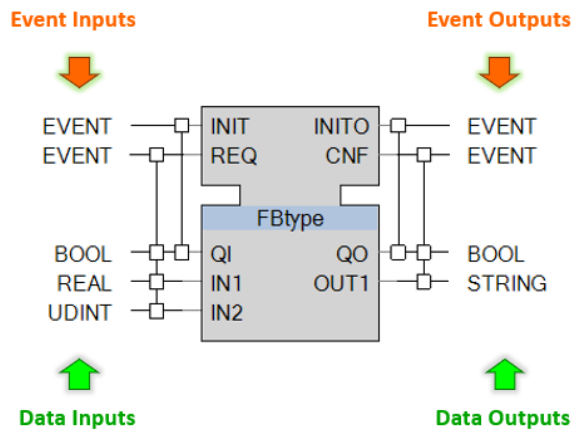 Event Inputs Event Outputs
EVENT INIT INITO EVENT
EVENT REQ CNF EVENT
FBtype
BOOL QI QO BOOL
REAL IN1 OUT1 STRING
UDINT IN2
Data Inputs Data Outputs